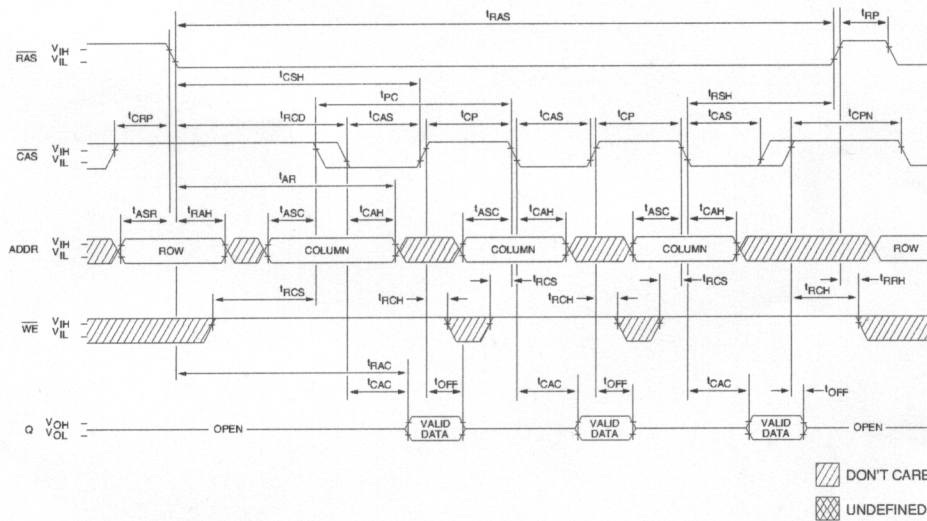 tRAS
tRP
RAS VIH
VIL
tCSH
tPC
tRSH
tCRP tRCD tCAS tCP tCAS tCP tCAS tCPN
CAS VIH
VIL
tAR
tASR tRAH tASC tCAH tASC tCAH tASC tCAH
ADDR VIH
VIL
ROW COLUMN COLUMN COLUMN ROW
tRCS tRCH tRCS tRCH tRCS tRCH tRRH
WE VIH
VIL
tRAC
tCAC tOFF tCAC tOFF tCAC tOFF
Q VOH
VOL
OPEN VALID DATA VALID DATA VALID DATA OPEN
DON'T CARE
UNDEFINED